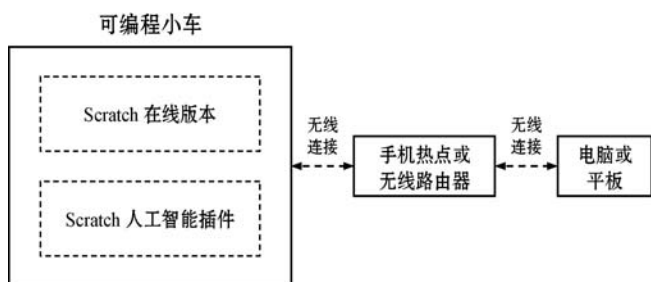 可编程小车
Scratch 在线版本
Scratch 人工智能插件
无线
连接
手机热点或
无线路由器
无线
连接
电脑或
平板